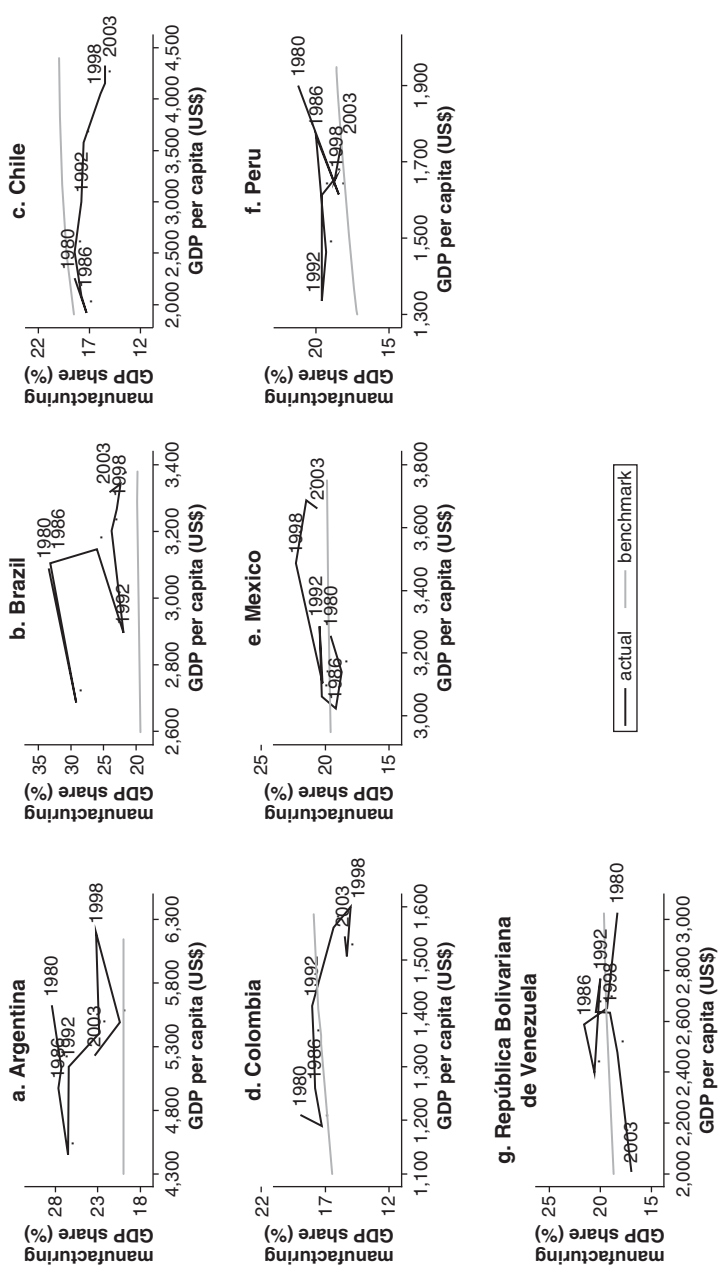 a. Argentina
manufacturing
GDP share (%)
28
23
18
1980
1986
1992
1998
2003
4,300 4,800 5,300 5,800 6,300
GDP per capita (US$)
b. Brazil
manufacturing
GDP share (%)
35
30
25
20
1980
1986
1992
2003
1998
2,600 2,800 3,000 3,200 3,400
GDP per capita (US$)
c. Chile
manufacturing
GDP share (%)
22
17
12
1980
1986
1992
1998
2003
2,000 2,500 3,000 3,500 4,000 4,500
GDP per capita (US$)
d. Colombia
manufacturing
GDP share (%)
22
17
12
1980
1986
1992
2003
1998
1,100 1,200 1,300 1,400 1,500 1,600
GDP per capita (US$)
e. Mexico
manufacturing
GDP share (%)
25
20
15
1986
1992
1980
1998
2003
3,000 3,200 3,400 3,600 3,800
GDP per capita (US$)
f. Peru
manufacturing
GDP share (%)
20
15
1992
1980
1986
1998
2003
1,300 1,500 1,700 1,900
GDP per capita (US$)
g. República Bolivariana
de Venezuela
manufacturing
GDP share (%)
25
20
15
1986
1992
1998
1980
2003
2,000 2,200 2,400 2,600 2,800 3,000
GDP per capita (US$)
actual benchmark